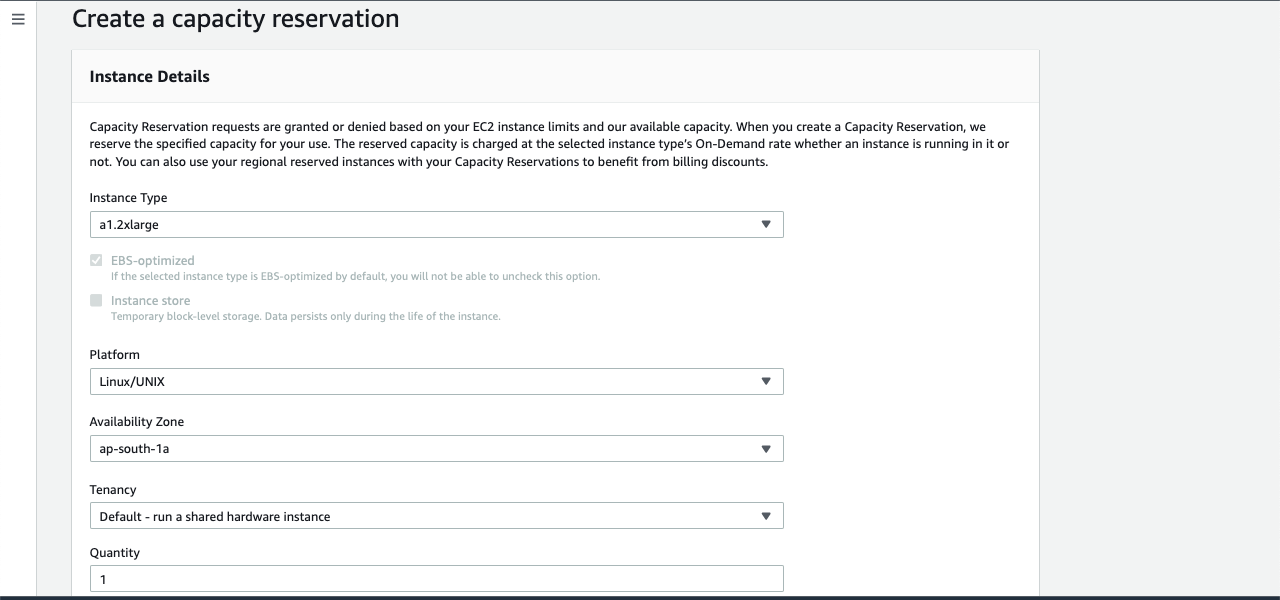 Create a capacity reservation
Instance Details
Capacity Reservation requests are granted or denied based on your EC2 instance limits and our available capacity. When you create a Capacity Reservation, we
reserve the specified capacity for your use. The reserved capacity is charged at the selected instance type's On-Demand rate whether an instance is running in it or
not. You can also use your regional reserved instances with your Capacity Reservations to benefit from billing discounts.
Instance Type
a1.2xlarge
EBS-optimized
If the selected instance type is EBS-optimized by default, you will not be able to uncheck this option.
Instance store
Temporary block-level storage. Data persists only during the life of the instance.
Platform
Linux/UNIX
Availability Zone
ap-south-1a
Tenancy
Default - run a shared hardware instance
Quantity
1